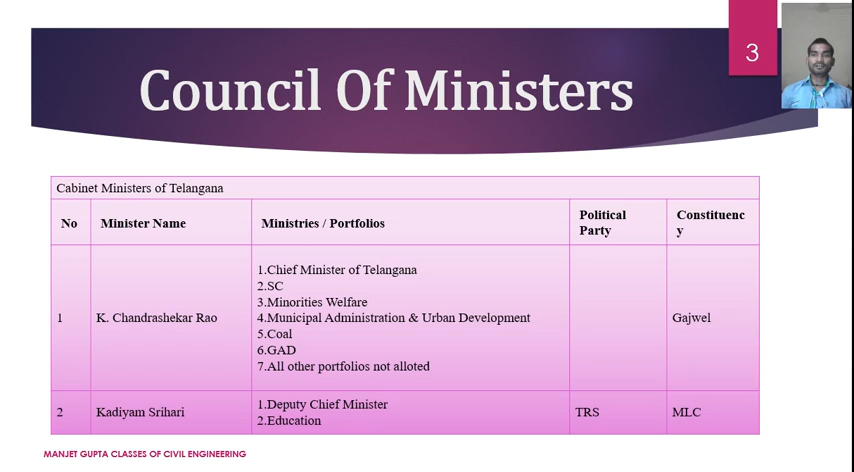 3
Council Of Ministers
Cabinet Ministers of Telangana
No Minister Name Ministries / Portfolios Political Party Constituenc y
1 K. Chandrashekar Rao
1.Chief Minister of Telangana
2.SC
3.Minorities Welfare
4.Municipal Administration & Urban Development
5.Coal
6.GAD
7.All other portfolios not alloted
Gajwel
2 Kadiyam Srihari
1.Deputy Chief Minister
2.Education
TRS MLC
MANJET GUPTA CLASSES OF CIVIL ENGINEERING